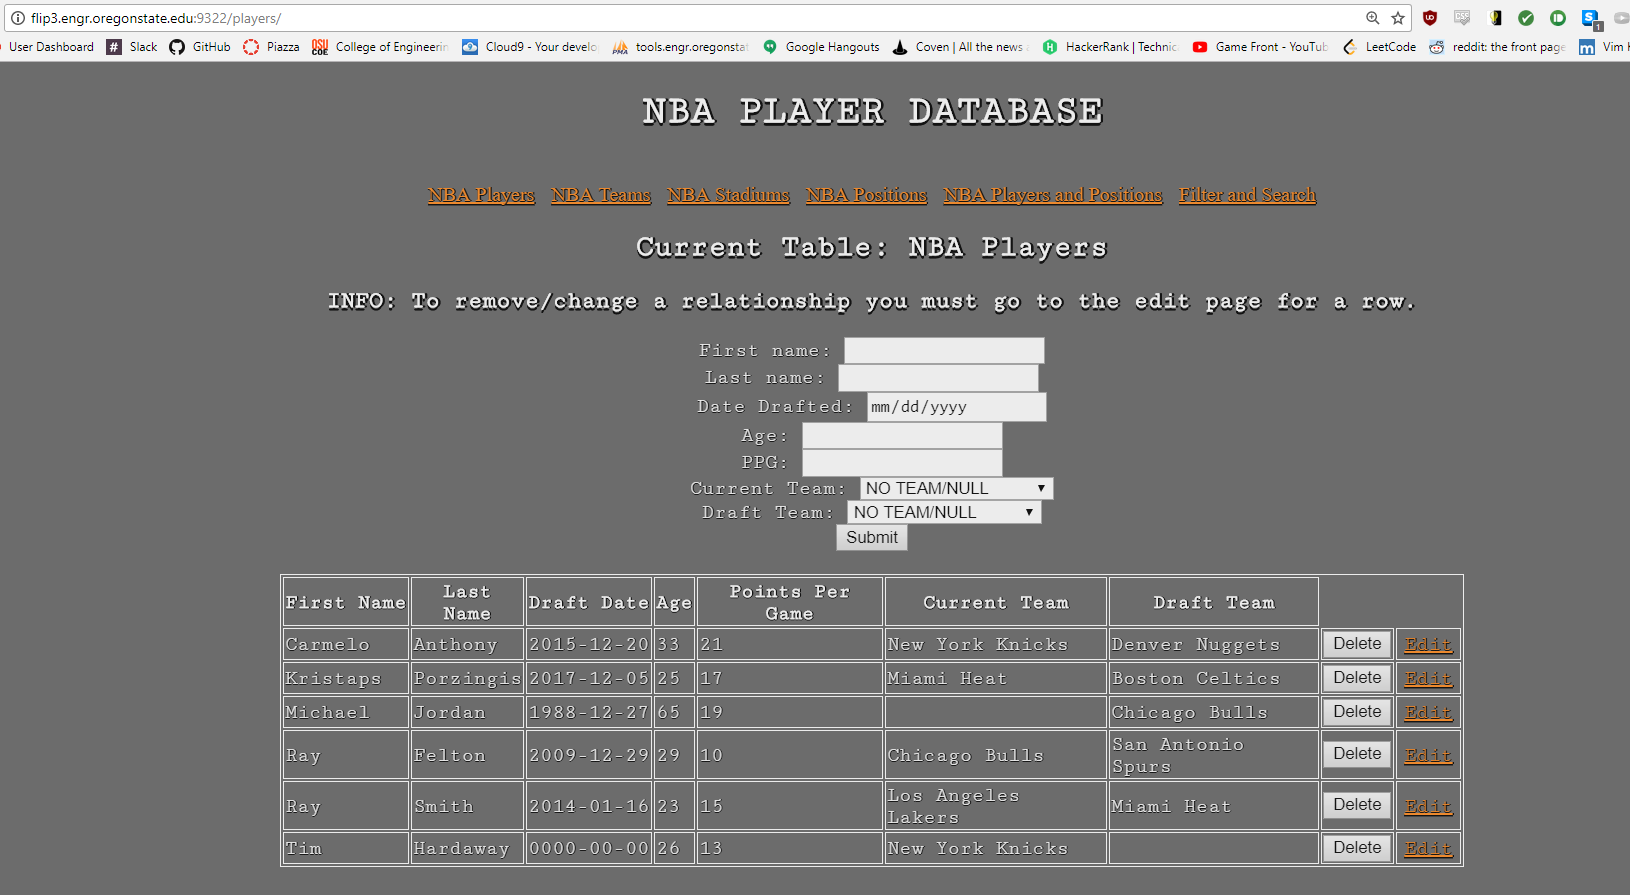 flip3.engr.oregonstate.edu:9322/players/
User Dashboard Slack GitHub Piazza College of Engineerin Cloud9 - Your develo tools.engr.oregonstat Google Hangouts Coven | All the news HackerRank | Technic Game Front - YouTub LeetCode reddit: the front page Vim
NBA PLAYER DATABASE
NBA Players NBA Teams NBA Stadiums NBA Positions NBA Players and Positions Filter and Search
Current Table: NBA Players
INFO: To remove/change a relationship you must go to the edit page for a row.
First name:
Last name:
Date Drafted: mm/dd/yyyy
Age:
PPG:
Current Team: NO TEAM/NULL
Draft Team: NO TEAM/NULL
Submit
First Name Last Name Draft Date Age Points Per Game Current Team Draft Team
Carmelo Anthony 2015-12-20 33 21 New York Knicks Denver Nuggets Delete Edit
Kristaps Porzingis 2017-12-05 25 17 Miami Heat Boston Celtics Delete Edit
Michael Jordan 1988-12-27 65 19 Chicago Bulls Delete Edit
Ray Felton 2009-12-29 29 10 Chicago Bulls San Antonio Spurs Delete Edit
Ray Smith 2014-01-16 23 15 Los Angeles Lakers Miami Heat Delete Edit
Tim Hardaway 0000-00-00 26 13 New York Knicks Delete Edit